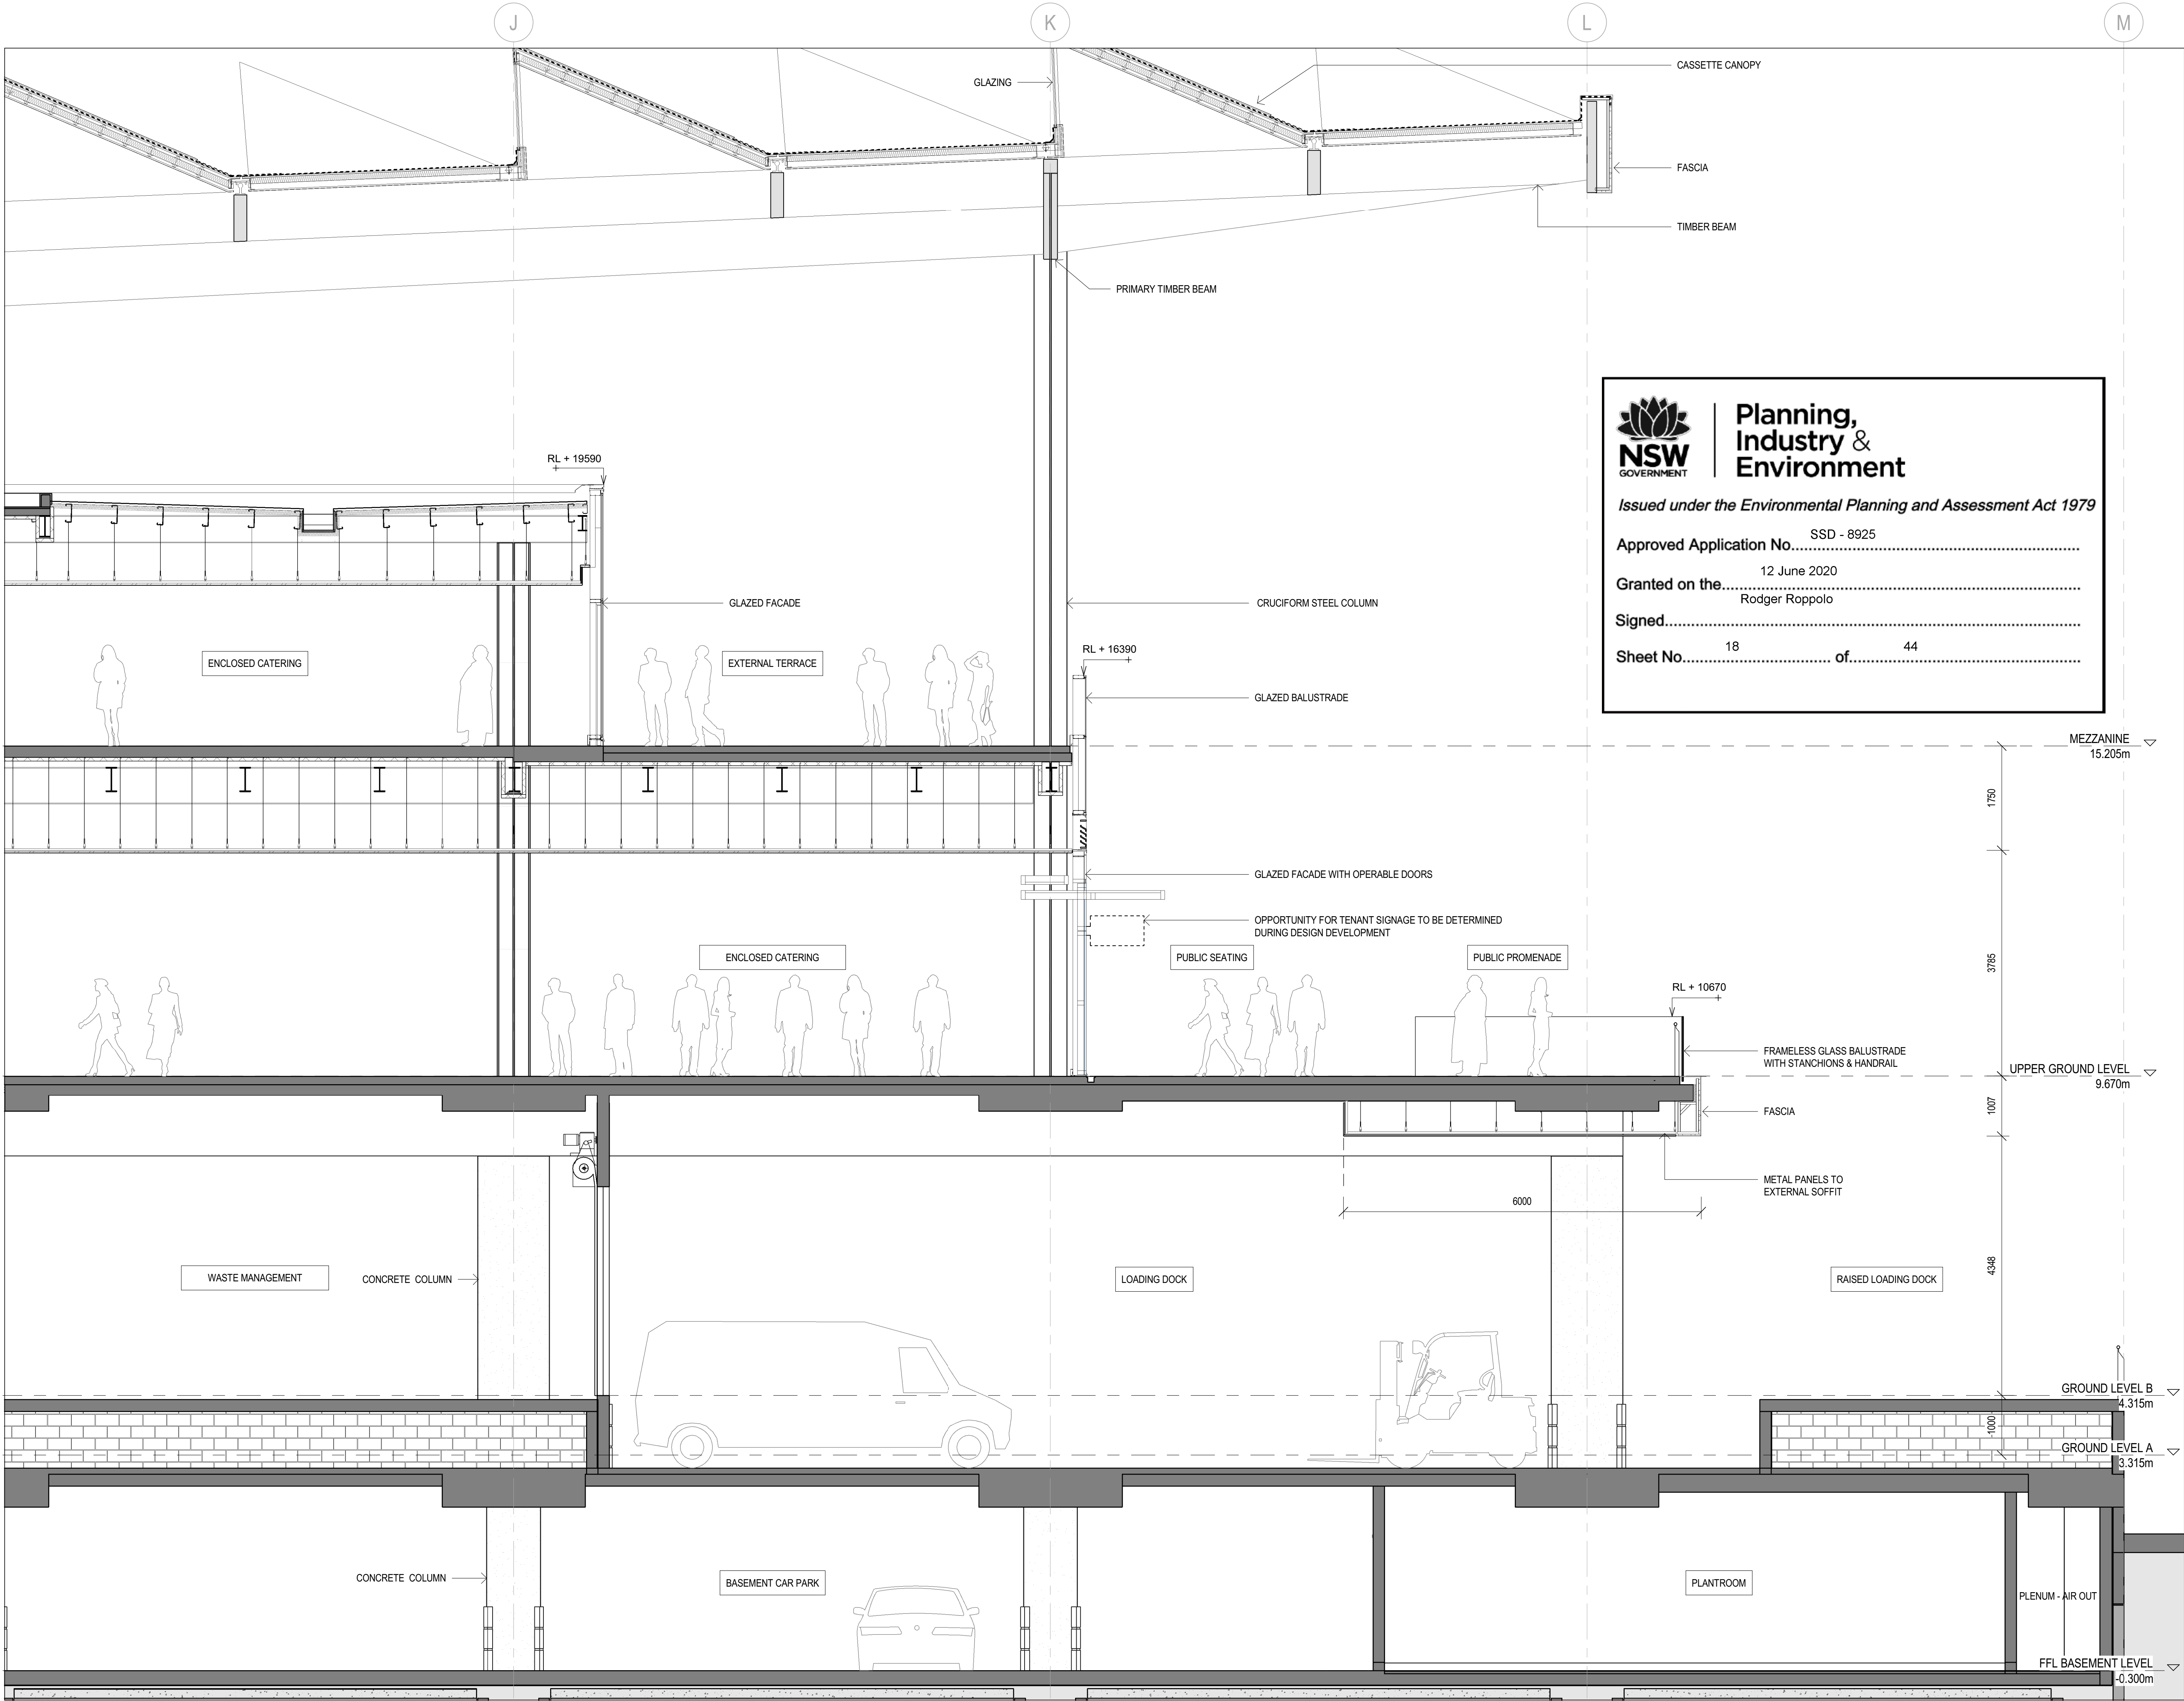 J
K
L
M
GLAZING
CASSETTE CANOPY
FASCIA
TIMBER BEAM
PRIMARY TIMBER BEAM
NSW
GOVERNMENT
Planning,
Industry &
Environment
Issued under the Environmental Planning and Assessment Act 1979
Approved Application No. SSD - 8925
Granted on the 12 June 2020
Rodger Roppolo
Signed
Sheet No. 18 of 44
RL + 19590
GLAZED FACADE
CRUCIFORM STEEL COLUMN
ENCLOSED CATERING
EXTERNAL TERRACE
RL + 16390
GLAZED BALUSTRADE
MEZZANINE
15.205m
1750
GLAZED FACADE WITH OPERABLE DOORS
OPPORTUNITY FOR TENANT SIGNAGE TO BE DETERMINED
DURING DESIGN DEVELOPMENT
ENCLOSED CATERING
PUBLIC SEATING
PUBLIC PROMENADE
3785
RL + 10670
FRAMELESS GLASS BALUSTRADE
WITH STANCHIONS & HANDRAIL
UPPER GROUND LEVEL
9.670m
1007
FASCIA
METAL PANELS TO
EXTERNAL SOFFIT
6000
4348
WASTE MANAGEMENT
CONCRETE COLUMN
LOADING DOCK
RAISED LOADING DOCK
GROUND LEVEL B
4.315m
1000
GROUND LEVEL A
3.315m
CONCRETE COLUMN
BASEMENT CAR PARK
PLANTROOM
PLENUM - AIR OUT
FFL BASEMENT LEVEL
-0.300m